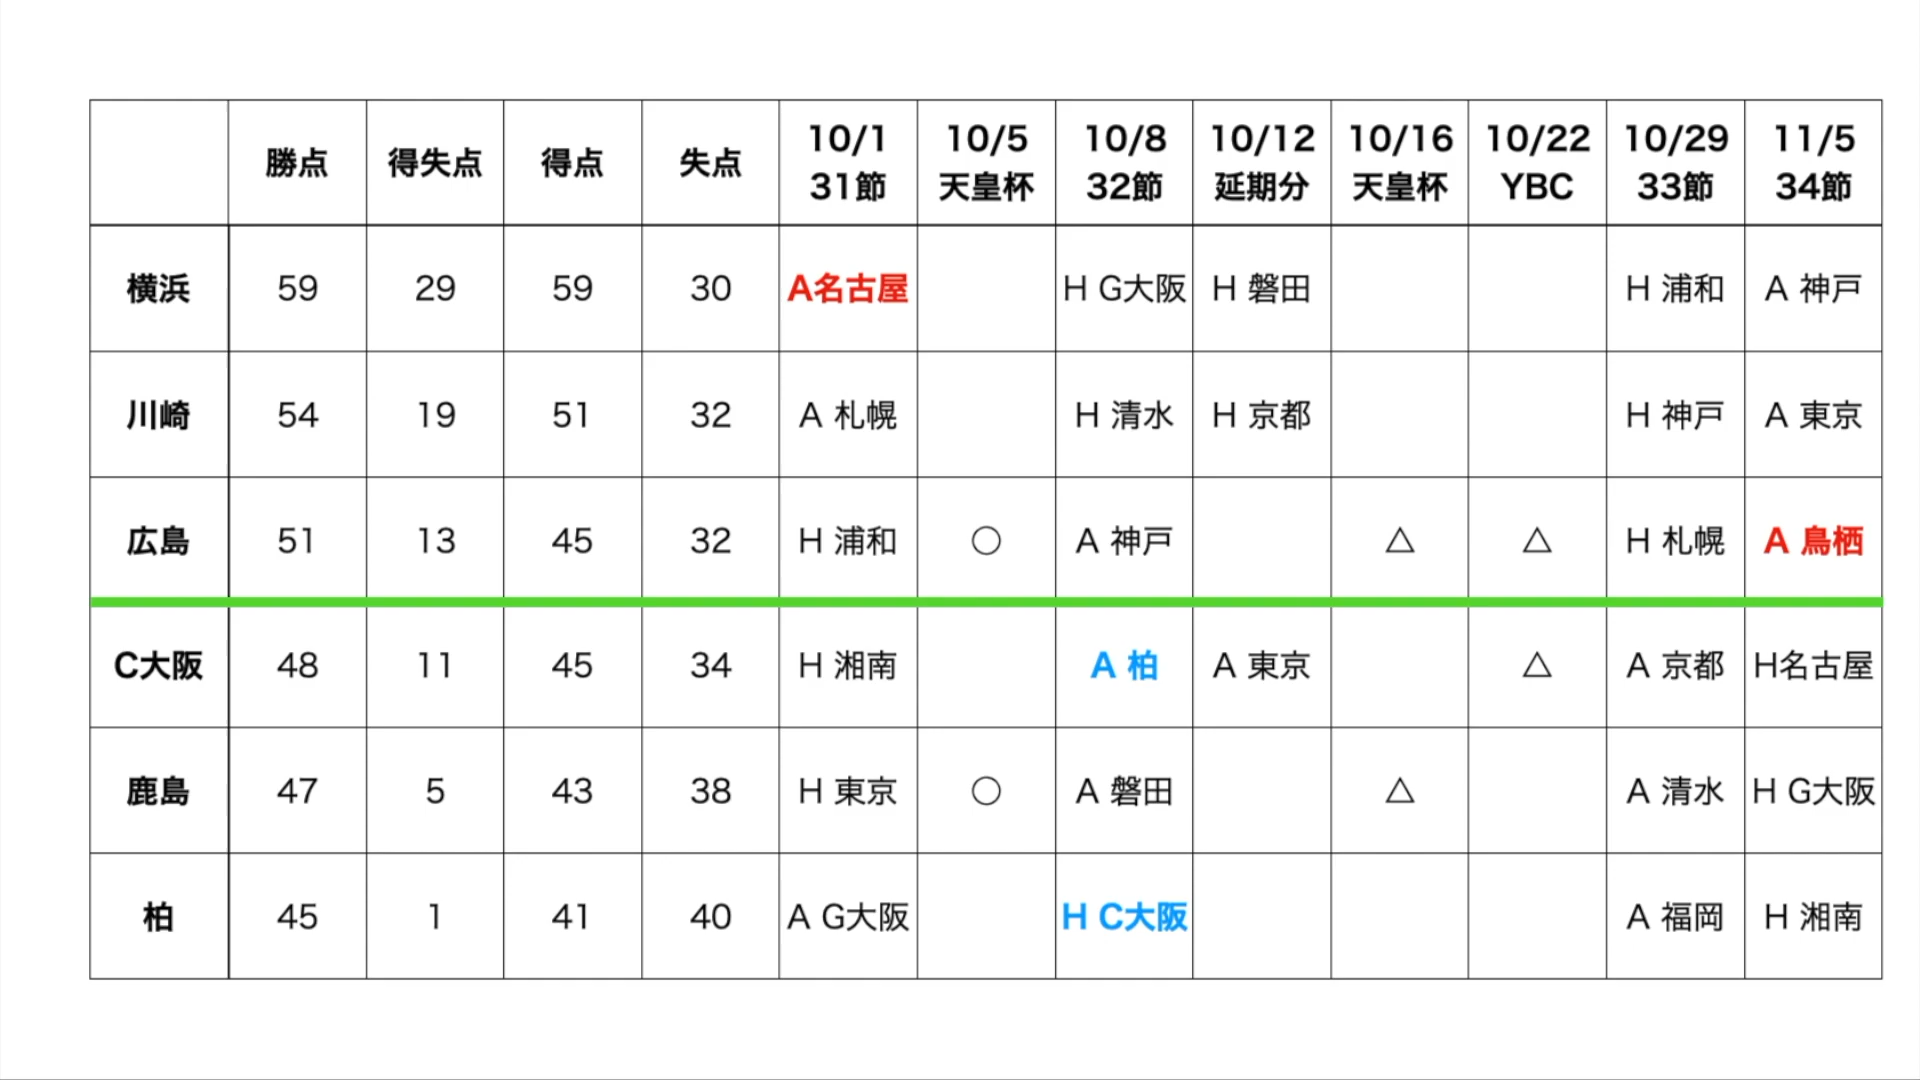 勝点 得失点 得点 失点 10/1 31節 10/5 天皇杯 10/8 32節 10/12 延期分 10/16 天皇杯 10/22 YBC 10/29 33節 11/5 34節
横浜 59 29 59 30 A名古屋 H G大阪 H 磐田 H 浦和 A 神戸
川崎 54 19 51 32 A 札幌 H 清水 H 京都 H 神戸 A 東京
広島 51 13 45 32 H 浦和 ○ A 神戸 △ △ H 札幌 A 鳥栖
C大阪 48 11 45 34 H 湘南 A 柏 A 東京 △ A 京都 H名古屋
鹿島 47 5 43 38 H 東京 ○ A 磐田 △ A 清水 H G大阪
柏 45 1 41 40 A G大阪 H C大阪 A 福岡 H 湘南